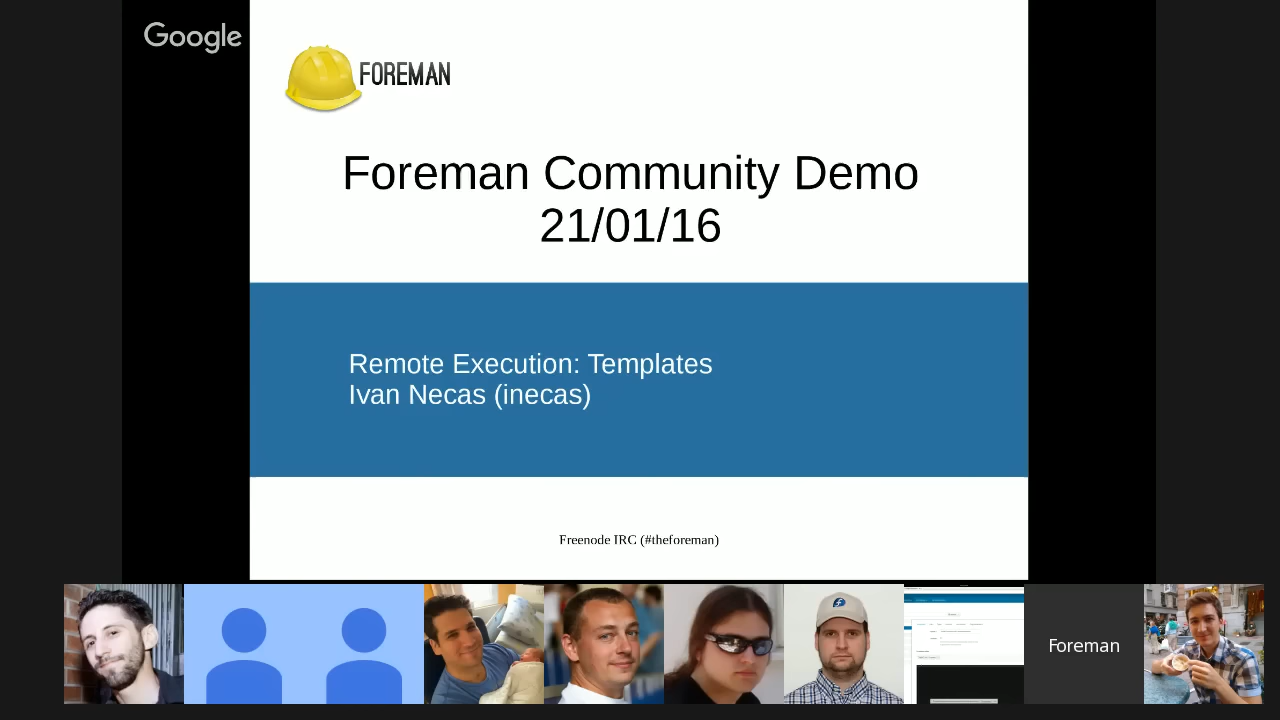 Google
FOREMAN
Foreman Community Demo
21/01/16
Remote Execution: Templates
Ivan Necas (inecas)
Freenode IRC (#theforeman)
Foreman